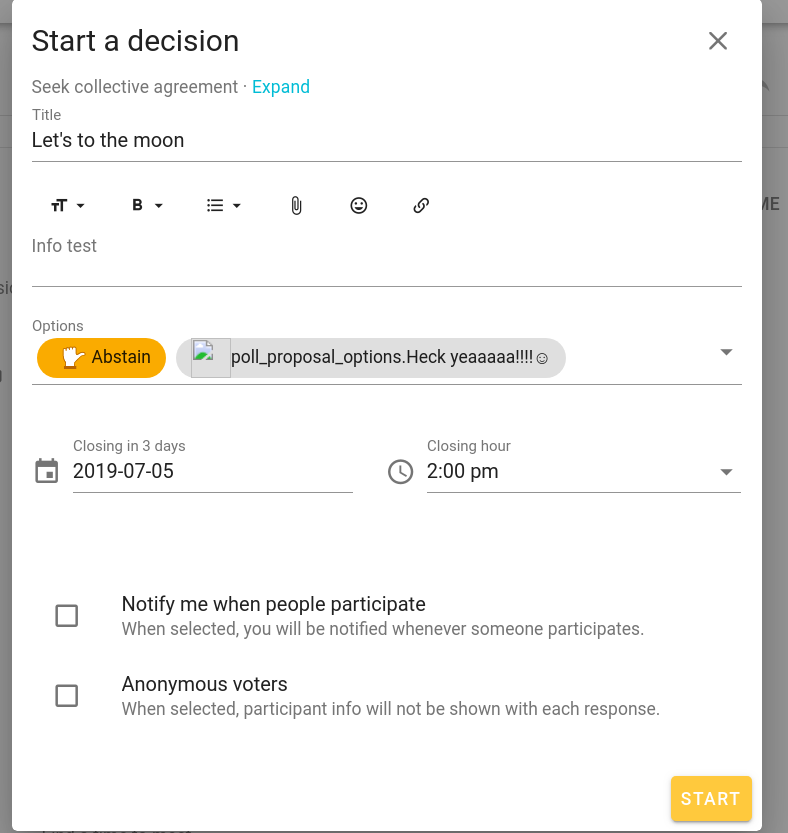 Start a decision
Seek collective agreement · Expand
Title
Let's to the moon
B
Info test
Options
Abstain poll_proposal_options.Heck yeaaaaa!!!!☺
Closing in 3 days Closing hour
2019-07-05 2:00 pm
Notify me when people participate
When selected, you will be notified whenever someone participates.
Anonymous voters
When selected, participant info will not be shown with each response.
START